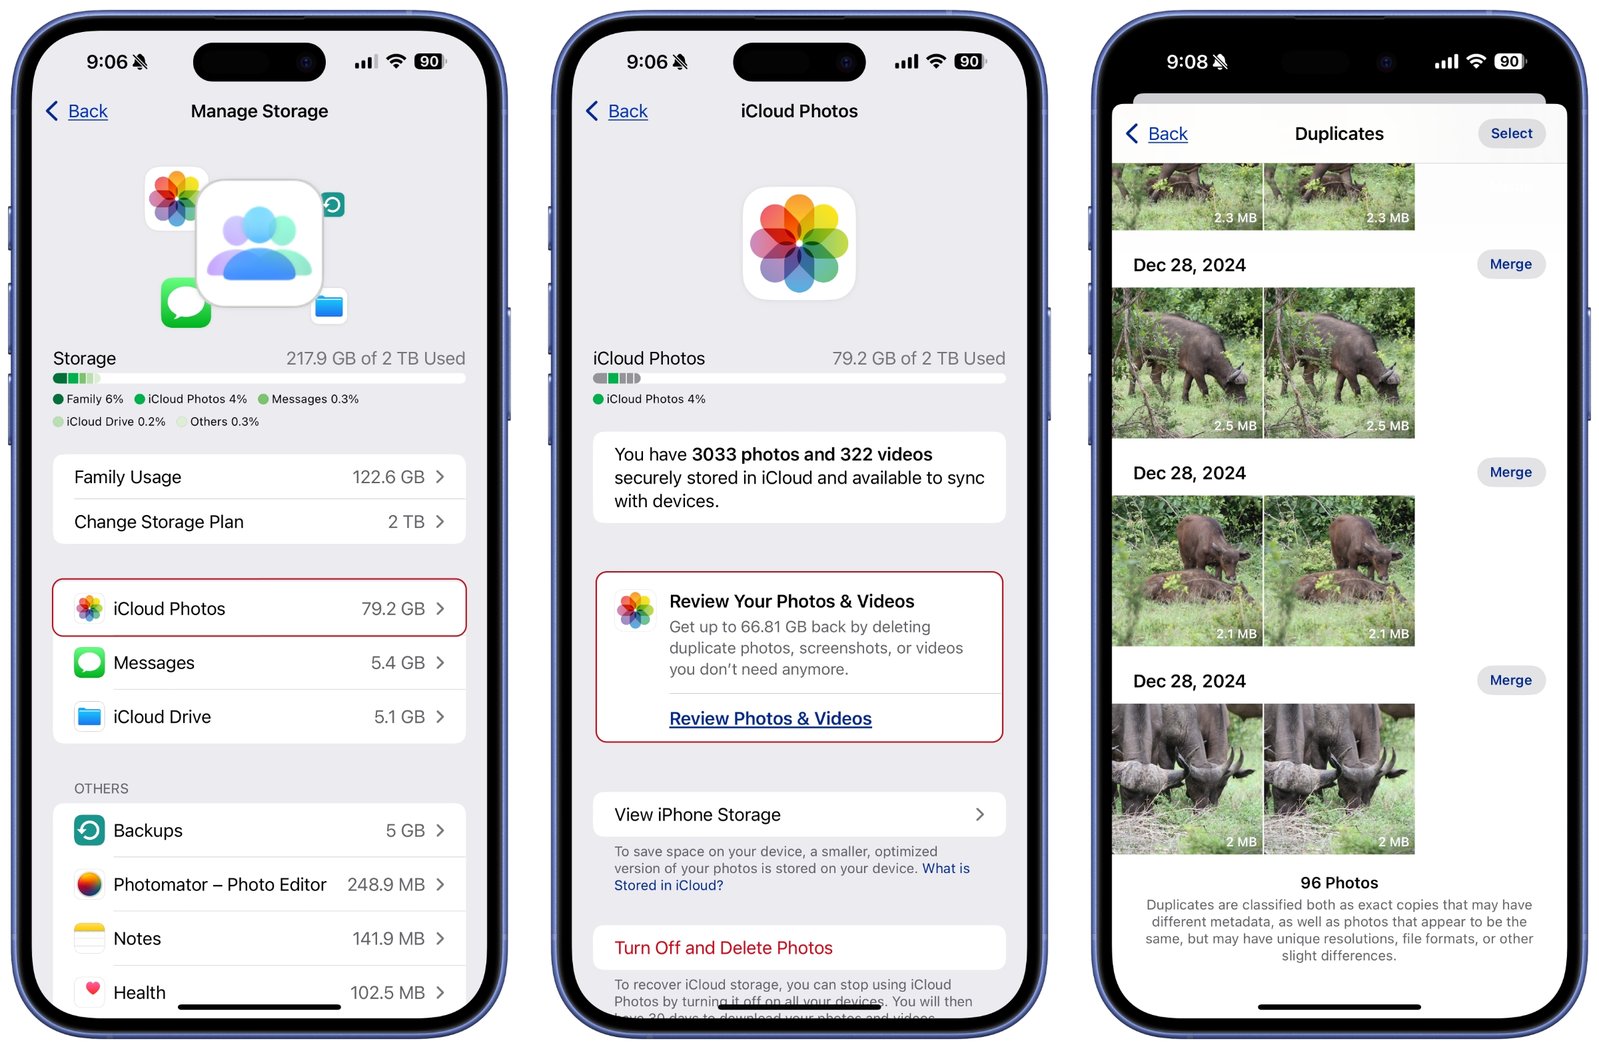 9:06
90
Back
Manage Storage
Storage
217.9 GB of 2 TB Used
Family 6%
iCloud Photos 4%
Messages 0.3%
iCloud Drive 0.2%
Others 0.3%
Family Usage
122.6 GB
Change Storage Plan
2 TB
iCloud Photos
79.2 GB
Messages
5.4 GB
iCloud Drive
5.1 GB
OTHERS
Backups
5 GB
Photomator – Photo Editor
248.9 MB
Notes
141.9 MB
Health
102.5 MB
9:06
90
Back
iCloud Photos
iCloud Photos
79.2 GB of 2 TB Used
iCloud Photos 4%
You have 3033 photos and 322 videos
securely stored in iCloud and available to sync
with devices.
Review Your Photos & Videos
Get up to 66.81 GB back by deleting
duplicate photos, screenshots, or videos
you don't need anymore.
Review Photos & Videos
View iPhone Storage
To save space on your device, a smaller, optimized
version of your photos is stored on your device. What is
Stored in iCloud?
Turn Off and Delete Photos
To recover iCloud storage, you can stop using iCloud
Photos by turning it off on all your devices. You will then
have 30 days to download your photos and videos
9:08
90
Back
Duplicates
Select
2.3 MB
2.3 MB
Dec 28, 2024
Merge
2.5 MB
2.5 MB
Dec 28, 2024
Merge
2.1 MB
2.1 MB
Dec 28, 2024
Merge
2 MB
2 MB
96 Photos
Duplicates are classified both as exact copies that may have
different metadata, as well as photos that appear to be the
same, but may have unique resolutions, file formats, or other
slight differences.